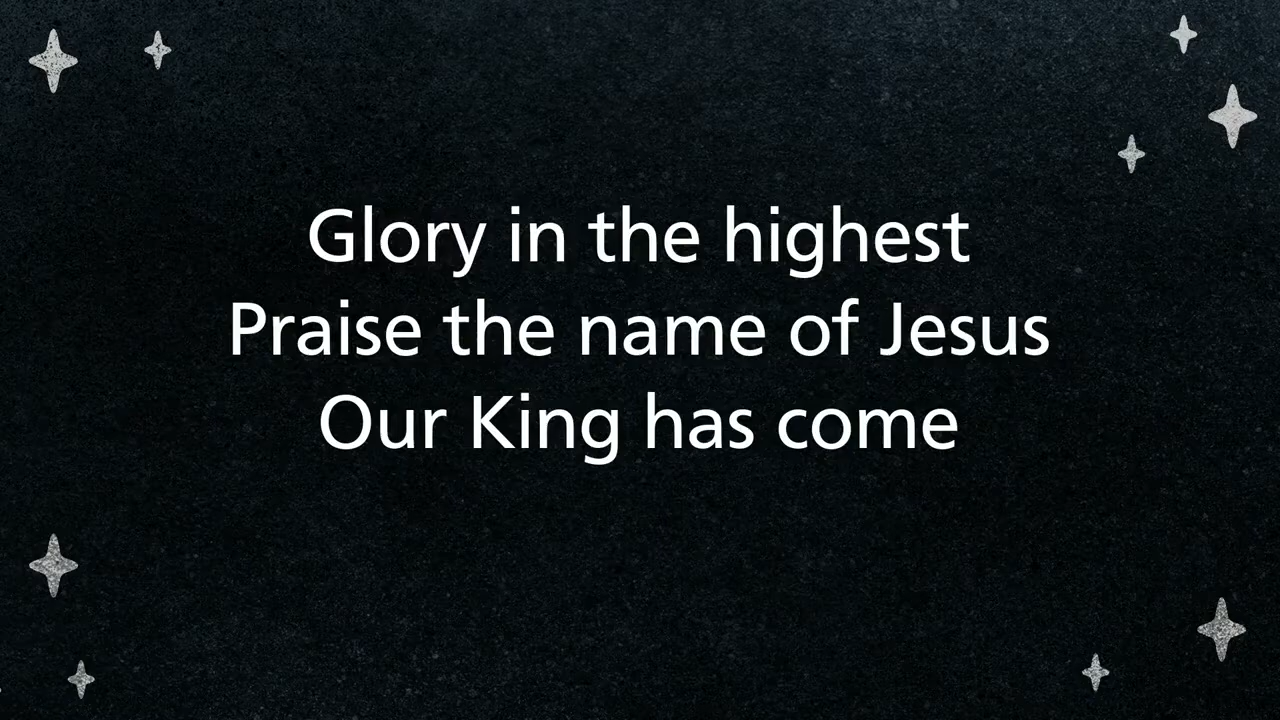 Glory in the highest
Praise the name of Jesus
Our King has come